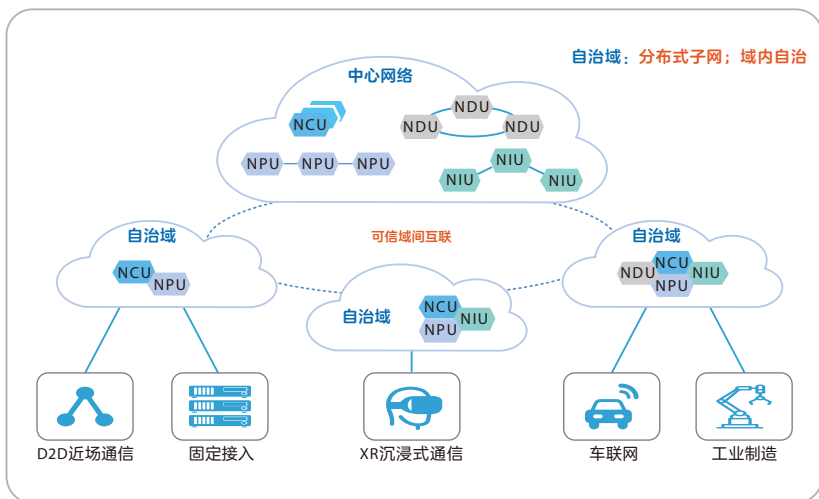 自治域：分布式子网；域内自治
中心网络
NCU
NDU
NDU
NDU
NPU
NPU
NPU
NIU
NIU
NIU
可信域间互联
自治域
NCU
NPU
自治域
NCU
NPU
NIU
自治域
NDU
NCU
NPU
NIU
D2D近场通信
固定接入
XR沉浸式通信
车联网
工业制造